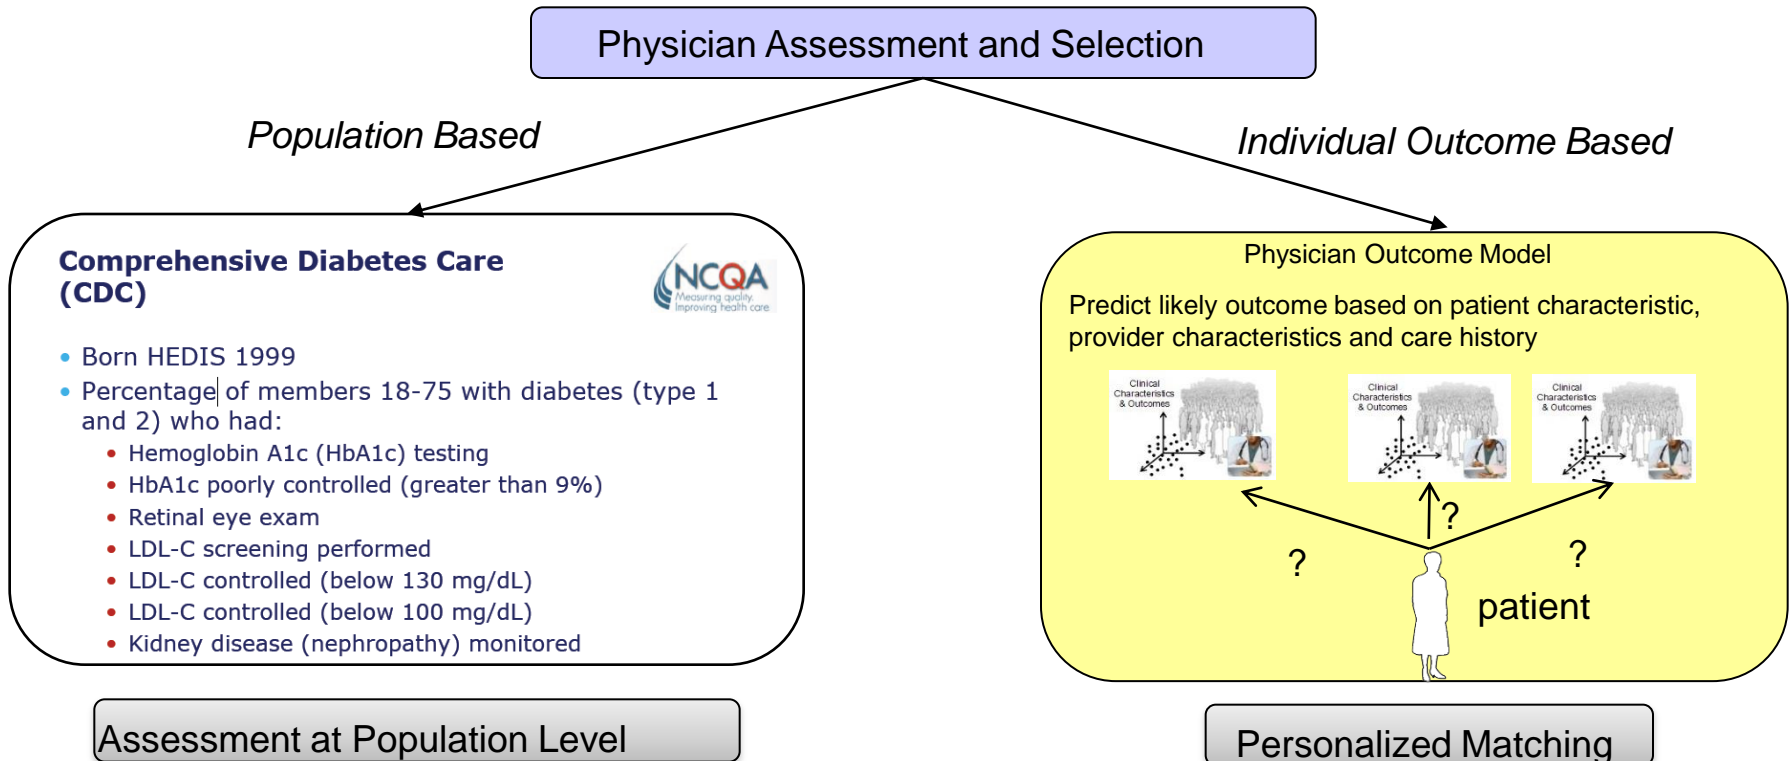 Physician Assessment and Selection
Population Based
Individual Outcome Based
Comprehensive Diabetes Care
(CDC)
NCQA
Measuring quality.
Improving health care.
• Born HEDIS 1999
• Percentage of members 18-75 with diabetes (type 1
and 2) who had:
• Hemoglobin A1c (HbA1c) testing
• HbA1c poorly controlled (greater than 9%)
• Retinal eye exam
• LDL-C screening performed
• LDL-C controlled (below 130 mg/dL)
• LDL-C controlled (below 100 mg/dL)
• Kidney disease (nephropathy) monitored
Assessment at Population Level
Physician Outcome Model
Predict likely outcome based on patient characteristic,
provider characteristics and care history
Clinical
Characteristics
& Outcomes
Clinical
Characteristics
& Outcomes
Clinical
Characteristics
& Outcomes
?
?
?
patient
Personalized Matching